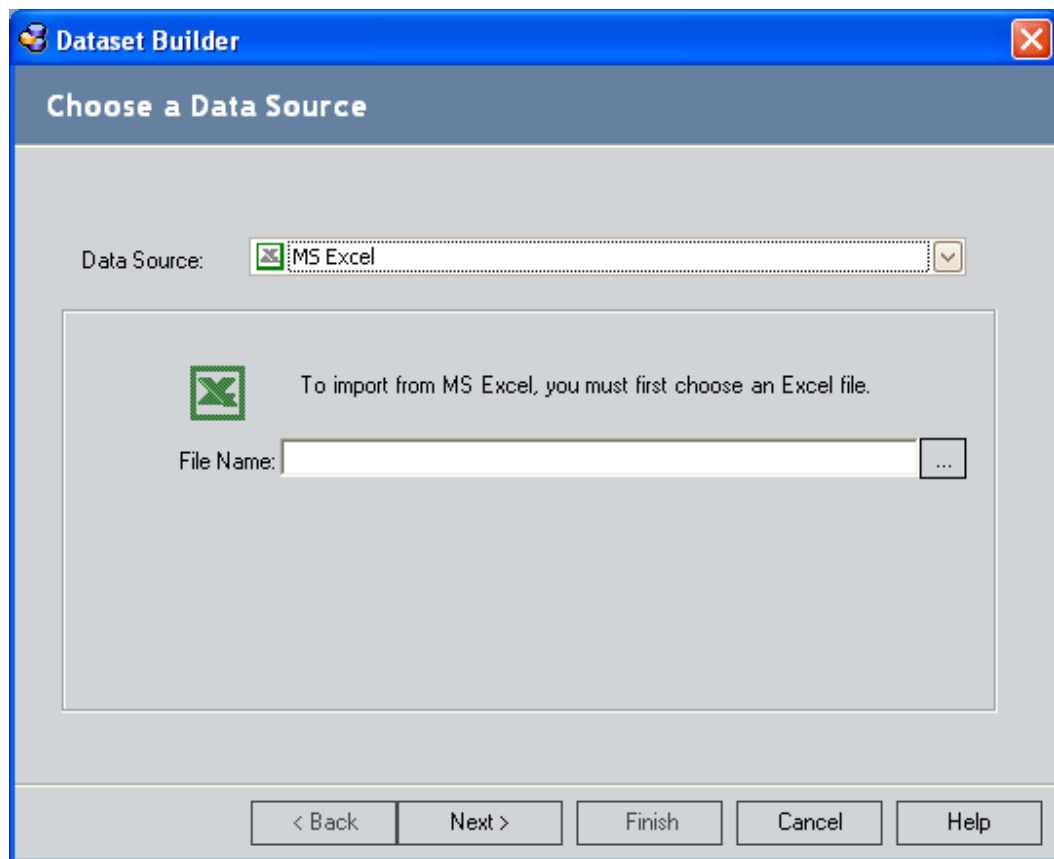 Dataset Builder
Choose a Data Source
Data Source: MS Excel
To import from MS Excel, you must first choose an Excel file.
File Name: ...
< Back Next > Finish Cancel Help